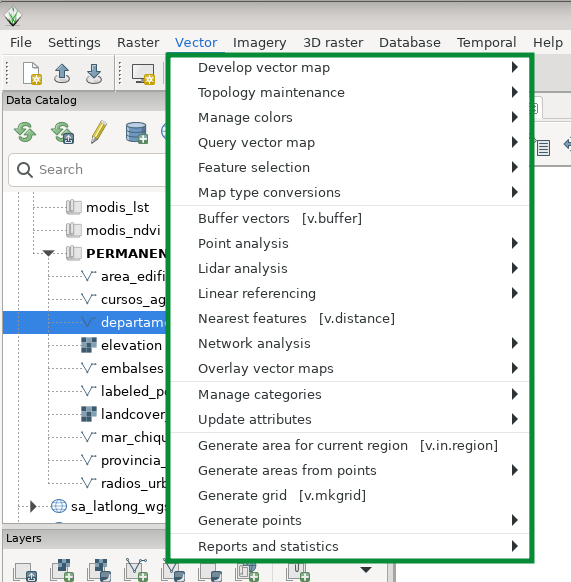 File Settings Raster Vector Imagery 3D raster Database Temporal Help
Data Catalog
Search
modis_lst
modis_ndvi
PERMANEN
area_edifi
cursos_ag
departam
elevation
embalses
labeled_p
landcover_
mar_chiqu
provincia_
radios_urb
sa_latlong_wgs
Layers
Develop vector map
Topology maintenance
Manage colors
Query vector map
Feature selection
Map type conversions
Buffer vectors [v.buffer]
Point analysis
Lidar analysis
Linear referencing
Nearest features [v.distance]
Network analysis
Overlay vector maps
Manage categories
Update attributes
Generate area for current region [v.in.region]
Generate areas from points
Generate grid [v.mkgrid]
Generate points
Reports and statistics